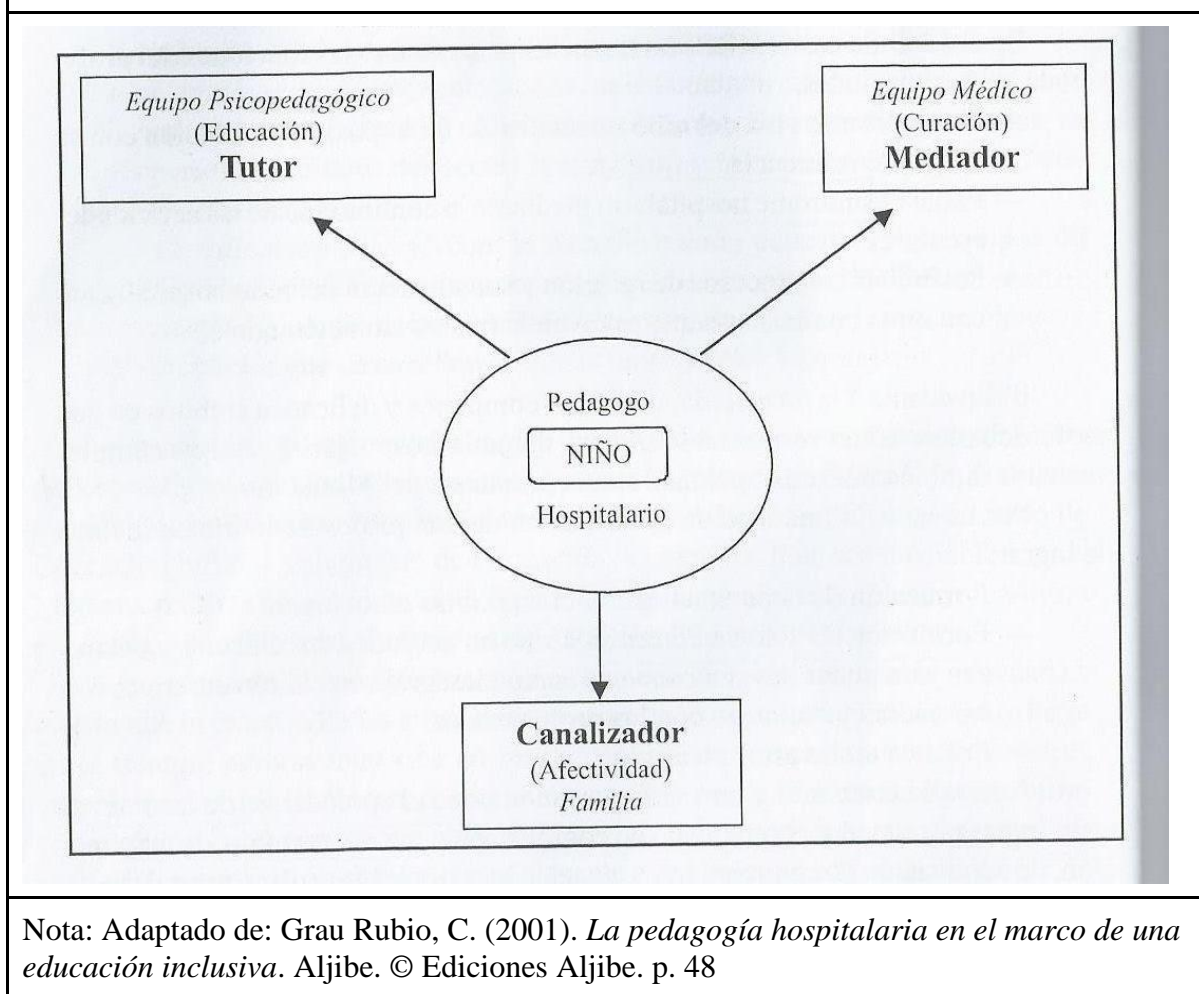 Equipo Psicopedagógico
(Educación)
Tutor
Equipo Médico
(Curación)
Mediador
Pedagogo
NIÑO
Hospitalario
Canalizador
(Afectividad)
Familia
Nota: Adaptado de: Grau Rubio, C. (2001). La pedagogía hospitalaria en el marco de una
educación inclusiva. Aljibe. © Ediciones Aljibe. p. 48